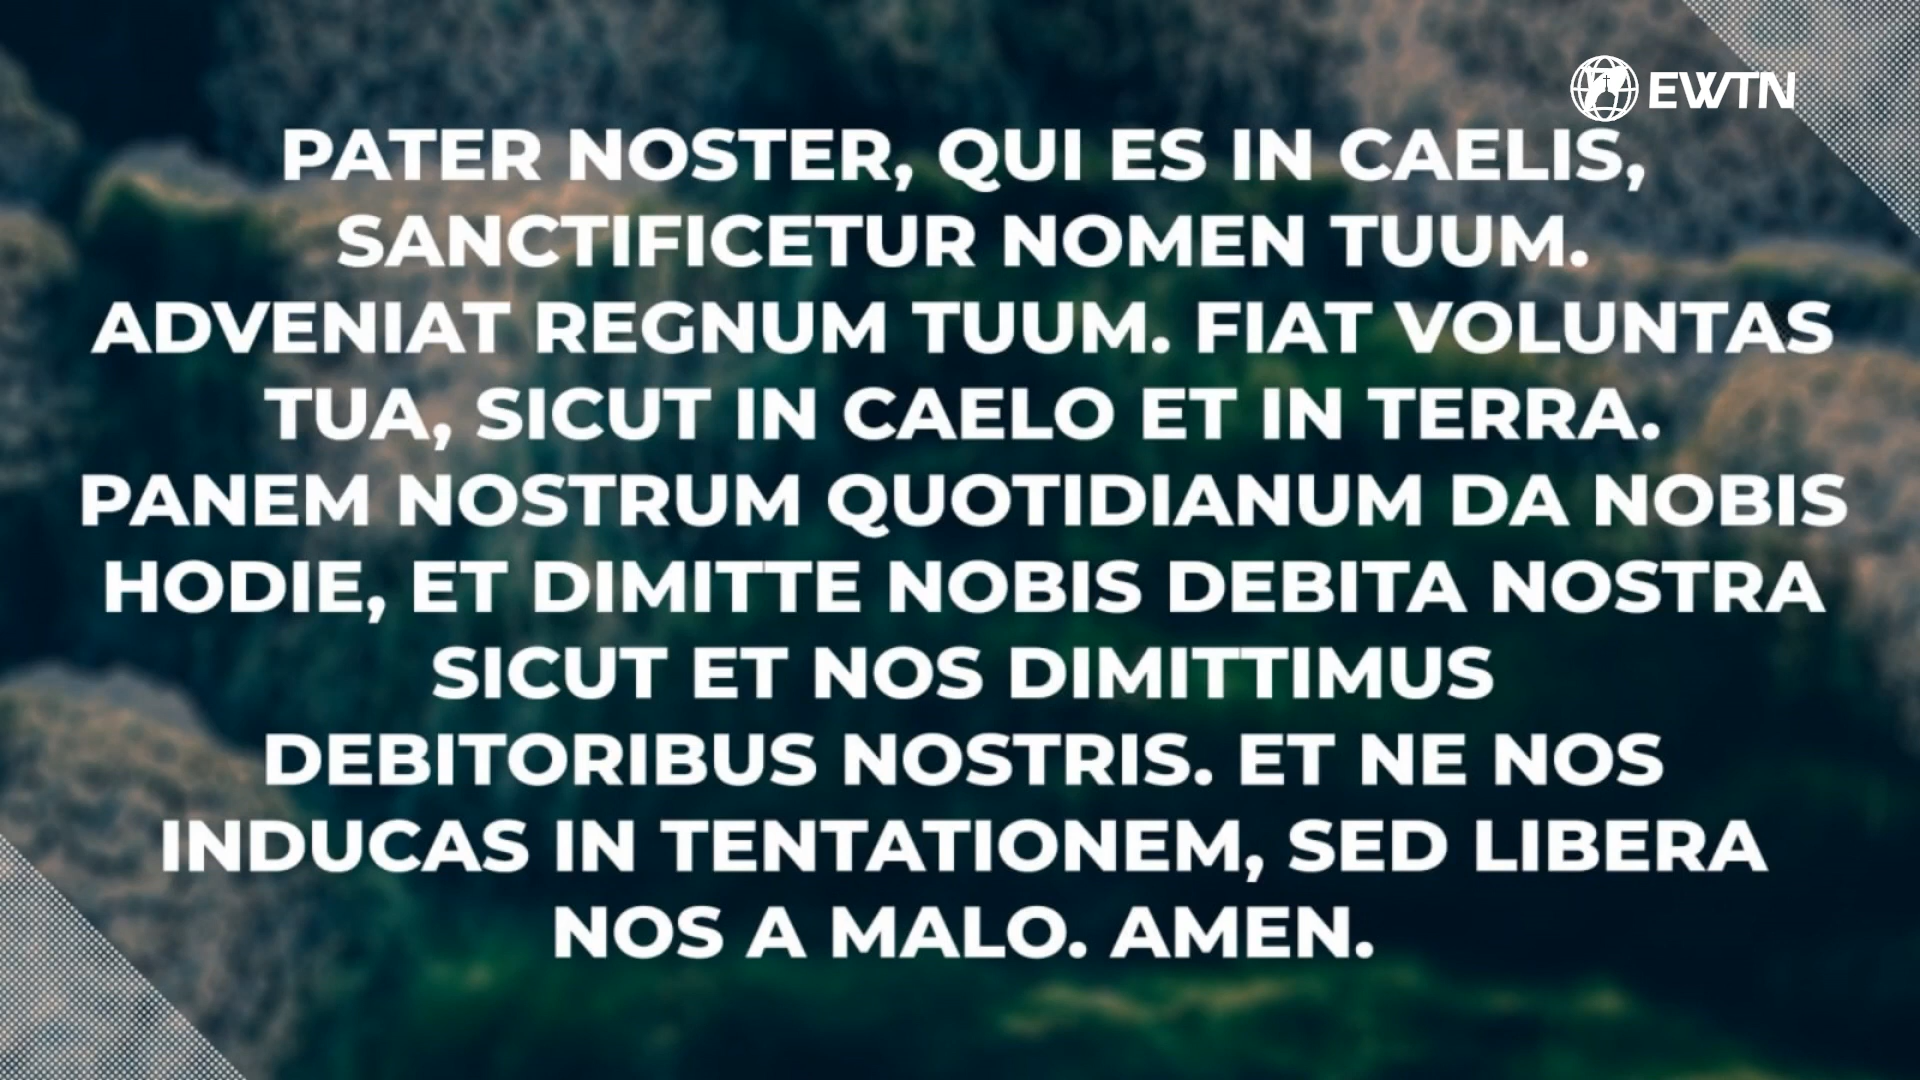 EWTN
PATER NOSTER, QUI ES IN CAELIS,
SANCTIFICETUR NOMEN TUUM.
ADVENIAT REGNUM TUUM. FIAT VOLUNTAS
TUA, SICUT IN CAELO ET IN TERRA.
PANEM NOSTRUM QUOTIDIANUM DA NOBIS
HODIE, ET DIMITTE NOBIS DEBITA NOSTRA
SICUT ET NOS DIMITTIMUS
DEBITORIBUS NOSTRIS. ET NE NOS
INDUCAS IN TENTATIONEM, SED LIBERA
NOS A MALO. AMEN.